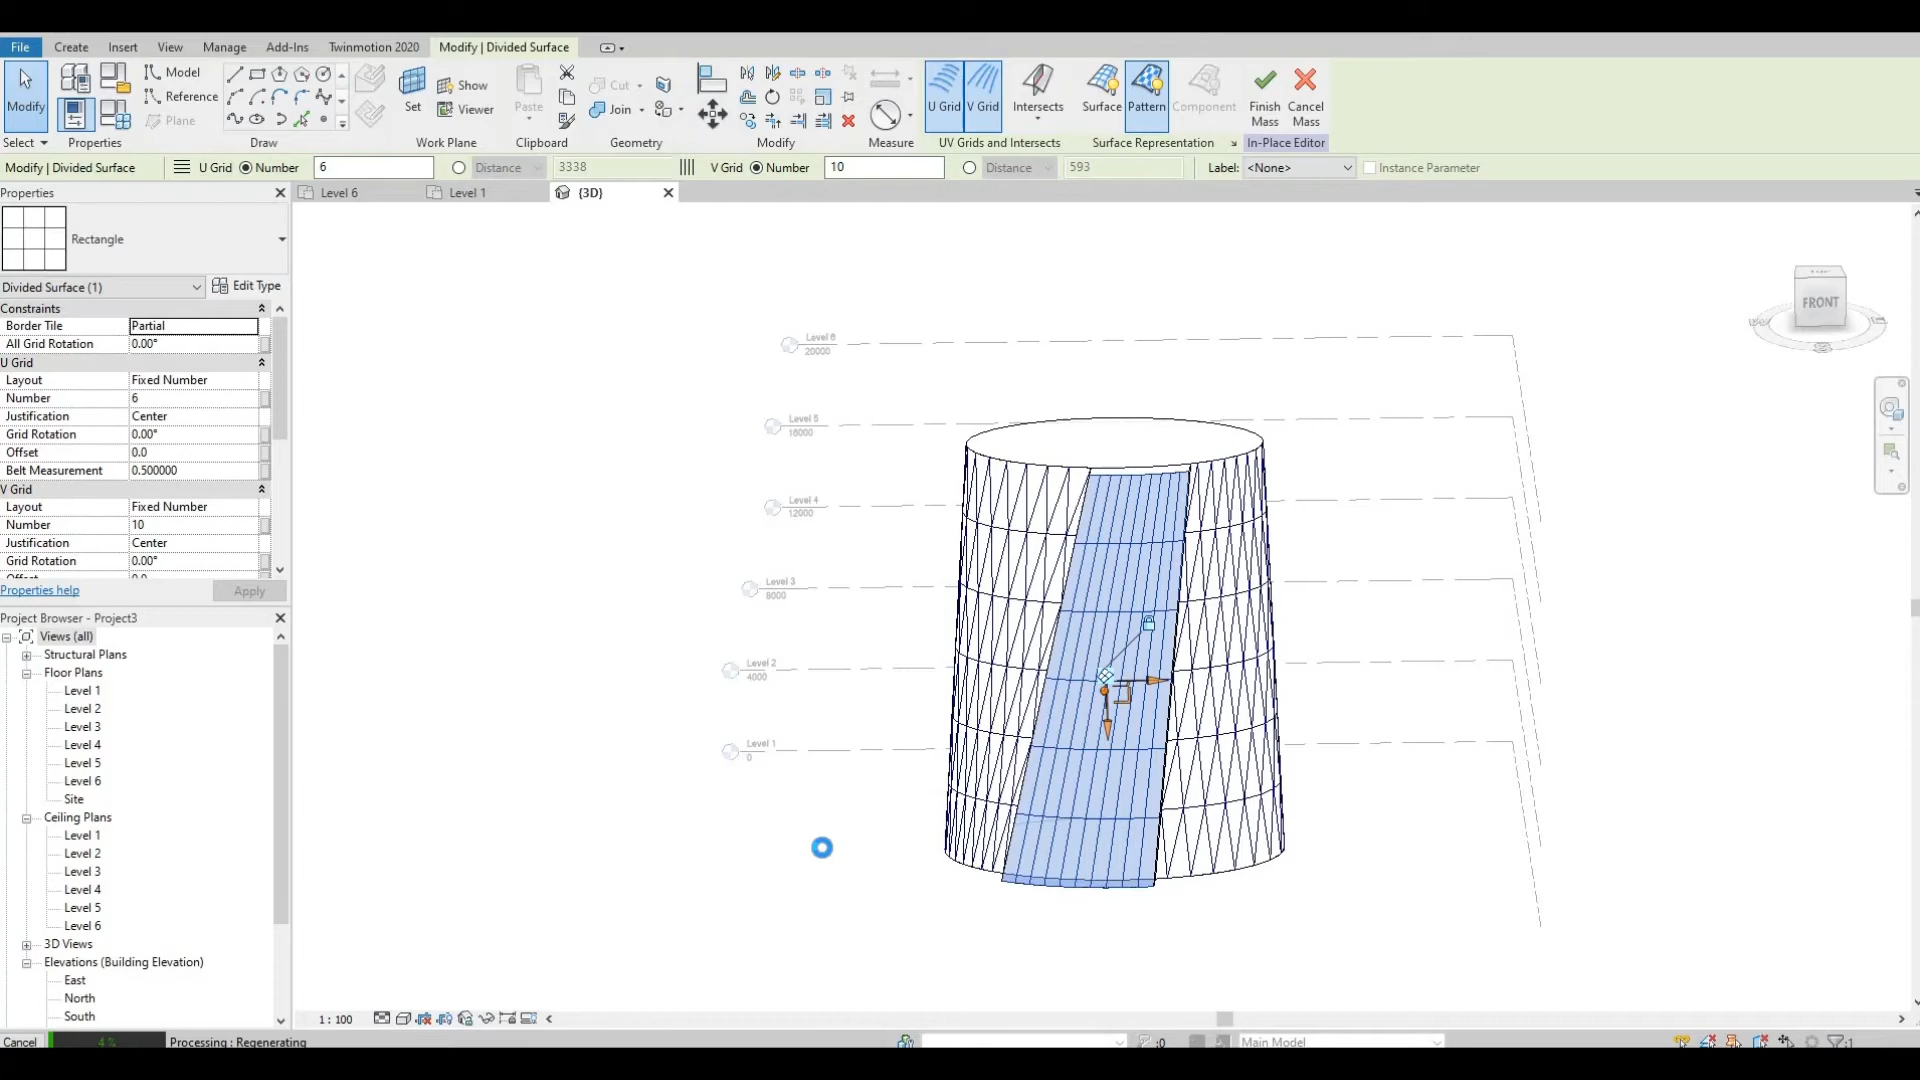 File Create Insert View Manage Add-Ins Twinmotion 2020 Modify | Divided Surface
Modify
Model
Reference
Plane
Set
Show
Viewer
Paste
Cut
Join
U Grid V Grid Intersects
Surface Pattern Component
Finish Mass
Cancel Mass
Select Properties Draw Work Plane Clipboard Geometry Modify Measure UV Grids and Intersects Surface Representation In-Place Editor
Modify | Divided Surface U Grid Number 6 Distance 3338 V Grid Number 10 Distance 593 Label: <None> Instance Parameter
Properties
Level 6
Level 1
{3D}
Rectangle
Divided Surface (1)
Edit Type
Constraints
Border Tile Partial
All Grid Rotation 0.00°
U Grid
Layout Fixed Number
Number 6
Justification Center
Grid Rotation 0.00°
Offset 0.0
Belt Measurement 0.500000
V Grid
Layout Fixed Number
Number 10
Justification Center
Grid Rotation 0.00°
Properties help
Apply
Project Browser - Project3
Views (all)
Structural Plans
Floor Plans
Level 1
Level 2
Level 3
Level 4
Level 5
Level 6
Site
Ceiling Plans
Level 1
Level 2
Level 3
Level 4
Level 5
Level 6
3D Views
Elevations (Building Elevation)
East
North
South
Level 6
20000
Level 5
16000
Level 4
12000
Level 3
8000
Level 2
4000
Level 1
0
FRONT
1 : 100
Cancel 4 % Processing : Regenerating
:0
Main Model
:1